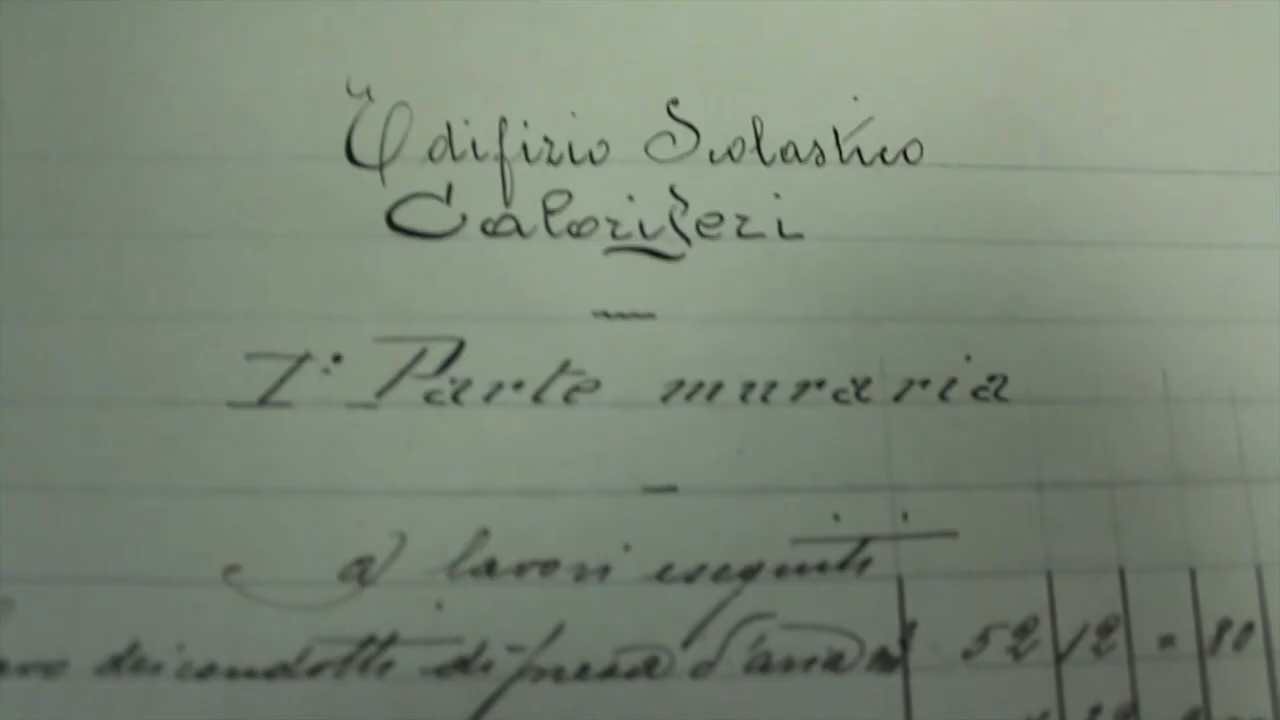 Edifizio Scolastico
Caloriferi
I° Parte muraria
a) lavori eseguiti
dei condotti di presa d'aria m 52 12 = 80